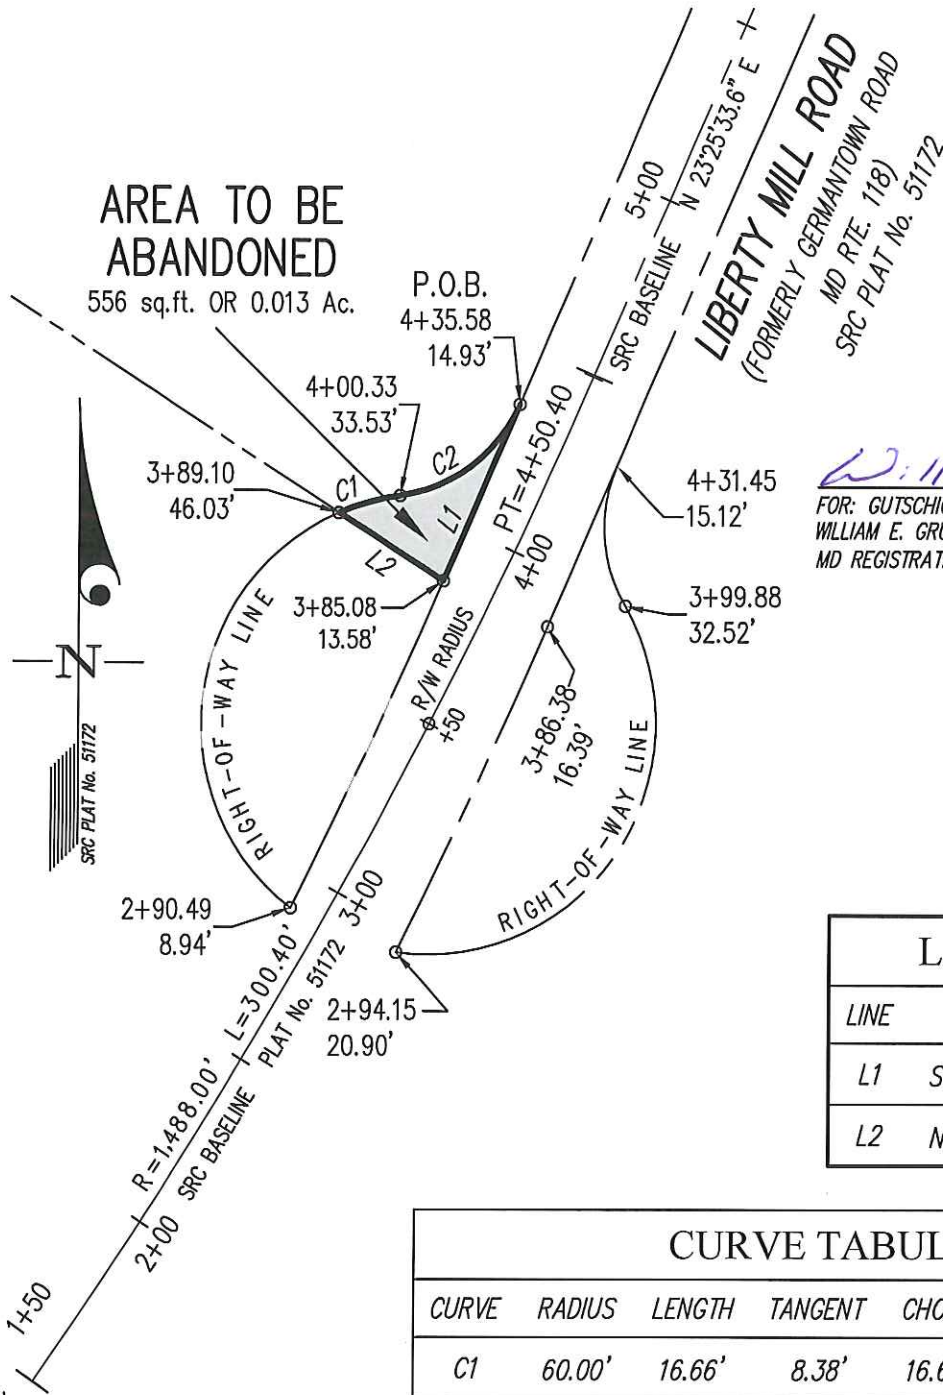 AREA TO BE
ABANDONED
556 sq.ft. OR 0.013 Ac.
P.O.B.
4+35.58
14.93'
4+00.33
33.53'
3+89.10
46.03'
C1
C2
L1
L2
3+85.08
13.58'
5+00
N 23°25'33.6" E
SRC BASELINE
LIBERTY MILL ROAD
(FORMERLY GERMANTOWN ROAD
MD RTE. 118)
SRC PLAT No. 51172
PT=4+50.40
4+00
4+31.45
15.12'
3+99.88
32.52'
FOR:
WILLIAM E.
MD
N
SRC PLAT No. 51172
RIGHT-OF-WAY LINE
R/W RADIUS
+50
3+86.38
16.39'
RIGHT-OF-WAY LINE
2+90.49
8.94'
3+00
2+94.15
20.90'
R=1,488.00' L=300.40'
SRC BASELINE PLAT No. 51172
2+00
1+50
L
LINE
L1 S
L2 N
CURVE TABUL
CURVE RADIUS LENGTH TANGENT CHO
C1 60.00' 16.66' 8.38' 16.6